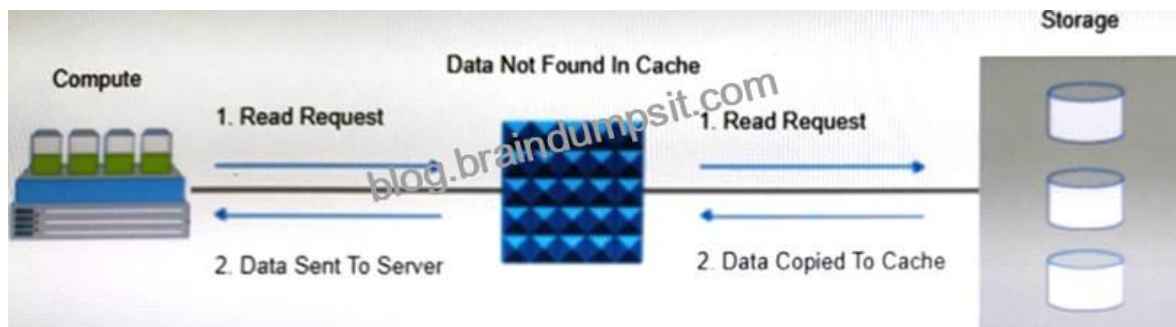 Storage
Compute
Data Not Found In Cache
1. Read Request
1. Read Request
blog.braindumpsit.com
2. Data Sent To Server
2. Data Copied To Cache